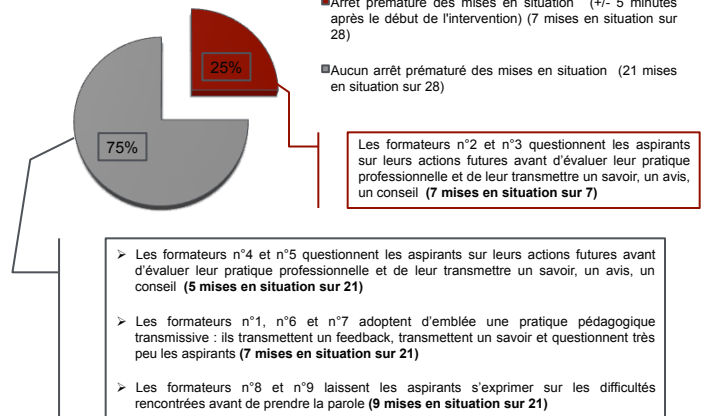 Arrêt prématuré des mises en situation (+/- 5 minutes
après le début de l'intervention) (7 mises en situation sur
28)
25%
Aucun arrêt prématuré des mises en situation (21 mises
en situation sur 28)
75%
Les formateurs n°2 et n°3 questionnent les aspirants
sur leurs actions futures avant d’évaluer leur pratique
professionnelle et de leur transmettre un savoir, un avis,
un conseil (7 mises en situation sur 7)
➢ Les formateurs n°4 et n°5 questionnent les aspirants sur leurs actions futures avant
d’évaluer leur pratique professionnelle et de leur transmettre un savoir, un avis, un
conseil (5 mises en situation sur 21)
➢ Les formateurs n°1, n°6 et n°7 adoptent d’emblée une pratique pédagogique
transmissive : ils transmettent un feedback, transmettent un savoir et questionnent très
peu les aspirants (7 mises en situation sur 21)
➢ Les formateurs n°8 et n°9 laissent les aspirants s’exprimer sur les difficultés
rencontrées avant de prendre la parole (9 mises en situation sur 21)